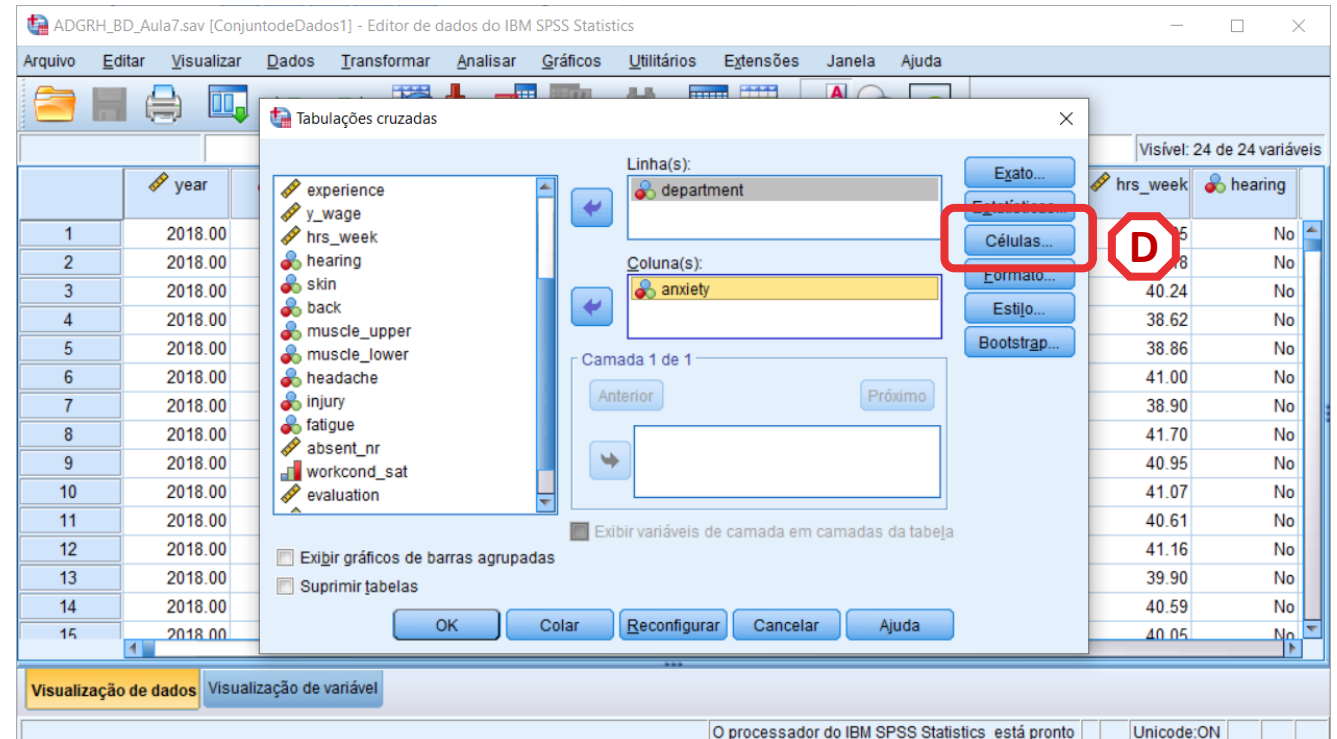 ADGRH_BD_Aula7.sav [ConjuntodeDados1] - Editor de dados do IBM SPSS Statistics
Arquivo Editar Visualizar Dados Transformar Analisar Gráficos Utilitários Extensões Janela Ajuda
Tabulações cruzadas
Visível: 24 de 24 variáveis
year
hrs_week
hearing
1 2018.00 No
2 2018.00 No
3 2018.00 40.24 No
4 2018.00 38.62 No
5 2018.00 38.86 No
6 2018.00 41.00 No
7 2018.00 38.90 No
8 2018.00 41.70 No
9 2018.00 40.95 No
10 2018.00 41.07 No
11 2018.00 40.61 No
12 2018.00 41.16 No
13 2018.00 39.90 No
14 2018.00 40.59 No
15 2018.00 40.05 No
experience
y_wage
hrs_week
hearing
skin
back
muscle_upper
muscle_lower
headache
injury
fatigue
absent_nr
workcond_sat
evaluation
Linha(s):
department
Coluna(s):
anxiety
Camada 1 de 1
Anterior
Próximo
Exibir variáveis de camada em camadas da tabela
Exato...
Estatísticas...
Células...
D
Formato...
Estilo...
Bootstrap...
Exibir gráficos de barras agrupadas
Suprimir tabelas
OK
Colar
Reconfigurar
Cancelar
Ajuda
Visualização de dados
Visualização de variável
O processador do IBM SPSS Statistics está pronto
Unicode:ON